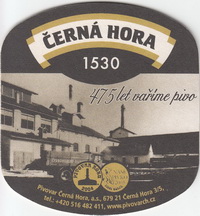 ČERNÁ HORA
1530
475 let vaříme pivo
Pivovar Černá Hora, a.s., 679 21 Černá Hora 3/5,
tel.: +420 516 482 411, www.pivovarch.cz